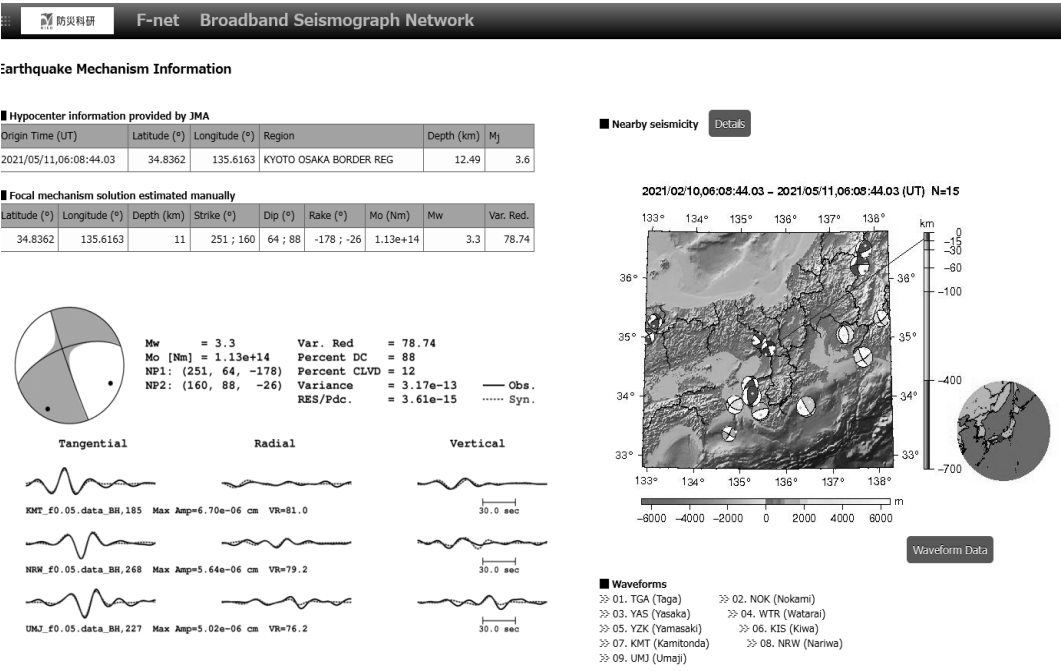 防災科研 F-net Broadband Seismograph Network
Earthquake Mechanism Information
Hypocenter information provided by JMA
Origin Time (UT) Latitude (°) Longitude (°) Region Depth (km) Mj
2021/05/11,06:08:44.03 34.8362 135.6163 KYOTO OSAKA BORDER REG 12.49 3.6
Focal mechanism solution estimated manually
Latitude (°) Longitude (°) Depth (km) Strike (°) Dip (°) Rake (°) Mo (Nm) Mw Var. Red.
34.8362 135.6163 11 251 ; 160 64 ; 88 -178 ; -26 1.13e+14 3.3 78.74
Mw = 3.3 Var. Red = 78.74
Mo [Nm] = 1.13e+14 Percent DC = 88
NP1: (251, 64, -178) Percent CLVD = 12
NP2: (160, 88, -26) Variance = 3.17e-13 Obs.
RES/Pdc. = 3.61e-15 Syn.
Tangential Radial Vertical
KMT_f0.05.data_BH,185 Max Amp=6.70e-06 cm VR=81.0 30.0 sec
NRW_f0.05.data_BH,268 Max Amp=5.64e-06 cm VR=79.2 30.0 sec
UMJ_f0.05.data_BH,227 Max Amp=5.02e-06 cm VR=76.2 30.0 sec
Nearby seismicity Details
2021/02/10,06:08:44.03 – 2021/05/11,06:08:44.03 (UT) N=15
133° 134° 135° 136° 137° 138°
km
0
-15
-30
-60
-100
-400
-700
36° 36°
35° 35°
34° 34°
33° 33°
133° 134° 135° 136° 137° 138°
m
-6000 -4000 -2000 0 2000 4000 6000
Waveform Data
Waveforms
01. TGA (Taga) 02. NOK (Nokami)
03. YAS (Yasaka) 04. WTR (Watarai)
05. YZK (Yamasaki) 06. KIS (Kiwa)
07. KMT (Kamitonda) 08. NRW (Nariwa)
09. UMJ (Umaji)